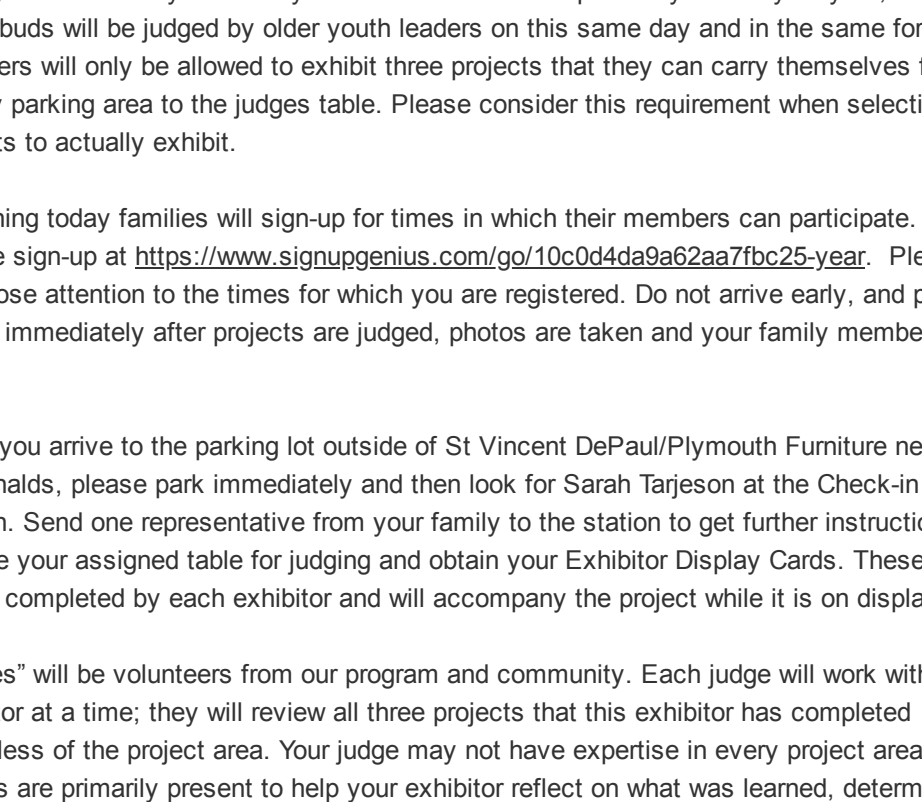 buds will be judged by older youth leaders on this same day and in the same for
ers will only be allowed to exhibit three projects that they can carry themselves
parking area to the judges table. Please consider this requirement when selecti
ts to actually exhibit.
ning today families will sign-up for times in which their members can participate.
e sign-up at https://www.signupgenius.com/go/10c0d4da9a62aa7fbc25-year. Ple
ose attention to the times for which you are registered. Do not arrive early, and p
immediately after projects are judged, photos are taken and your family membe
you arrive to the parking lot outside of St Vincent DePaul/Plymouth Furniture ne
nalds, please park immediately and then look for Sarah Tarjeson at the Check-in
n. Send one representative from your family to the station to get further instructio
e your assigned table for judging and obtain your Exhibitor Display Cards. These
completed by each exhibitor and will accompany the project while it is on displa
es” will be volunteers from our program and community. Each judge will work with
or at a time; they will review all three projects that this exhibitor has completed
less of the project area. Your judge may not have expertise in every project area
s are primarily present to help your exhibitor reflect on what was learned, determ